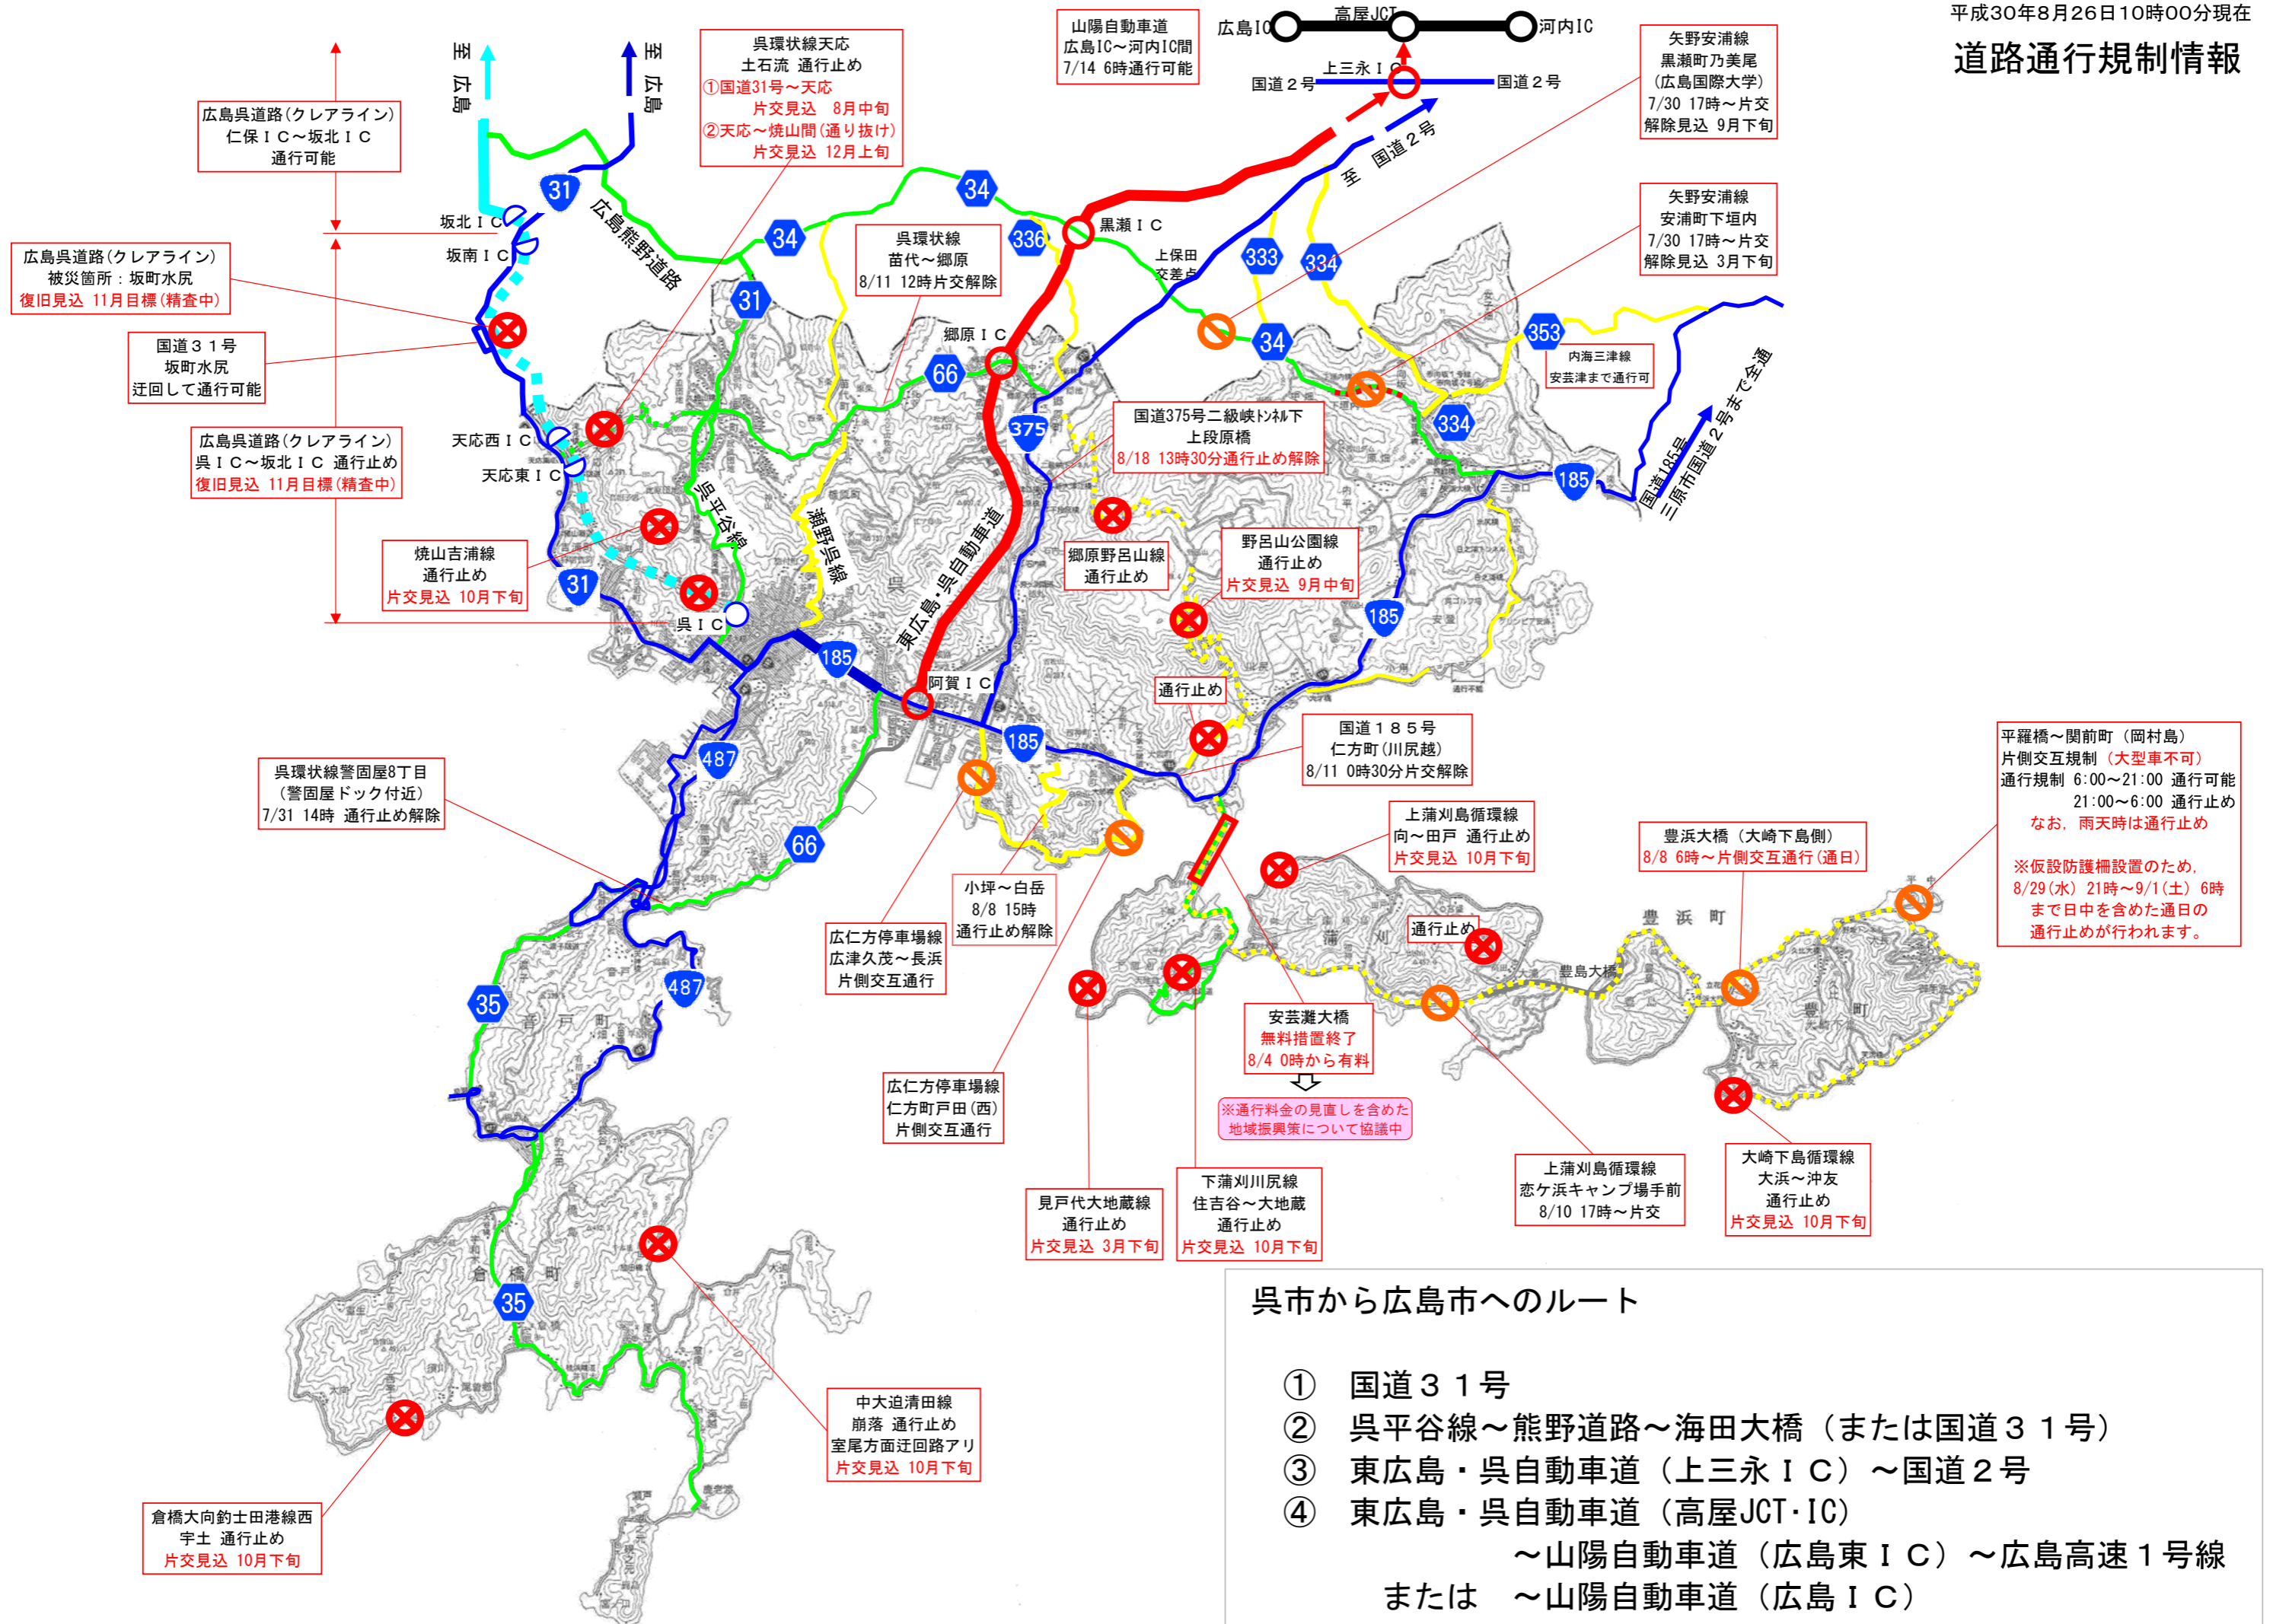 平成30年8月26日10時00分現在
道路通行規制情報
山陽自動車道
広島IC～河内IC間
7/14 6時通行可能
広島IC
高屋JCT
河内IC
国道２号
上三永ＩＣ
国道２号
至 国道２号
至 広島
至 広島
広島呉道路(クレアライン)
仁保ＩＣ～坂北ＩＣ
通行可能
呉環状線天応
土石流 通行止め
①国道31号～天応
片交見込 8月中旬
②天応～焼山間(通り抜け)
片交見込 12月上旬
矢野安浦線
黒瀬町乃美尾
(広島国際大学)
7/30 17時～片交
解除見込 9月下旬
矢野安浦線
安浦町下垣内
7/30 17時～片交
解除見込 3月下旬
31
広島熊野道路
34
34
336
黒瀬ＩＣ
上保田
交差点
333
334
坂北ＩＣ
坂南ＩＣ
広島呉道路(クレアライン)
被災箇所：坂町水尻
復旧見込 11月目標(精査中)
国道３１号
坂町水尻
迂回して通行可能
呉環状線
苗代～郷原
8/11 12時片交解除
31
郷原ＩＣ
66
34
353
内海三津線
安芸津まで通行可
国道185号
三原市国道２号まで全通
334
185
375
国道375号二級峡トンネル下
上段原橋
8/18 13時30分通行止め解除
広島呉道路(クレアライン)
呉ＩＣ～坂北ＩＣ 通行止め
復旧見込 11月目標(精査中)
天応西ＩＣ
天応東ＩＣ
呉平谷線
瀬野呉線
東広島・呉自動車道
焼山吉浦線
通行止め
片交見込 10月下旬
31
呉ＩＣ
呉
郷原野呂山線
通行止め
野呂山公園線
通行止め
片交見込 9月中旬
185
通行止め
185
阿賀ＩＣ
185
国道１８５号
仁方町(川尻越)
8/11 0時30分片交解除
487
呉環状線警固屋8丁目
(警固屋ドック付近)
7/31 14時 通行止め解除
66
小坪～白岳
8/8 15時
通行止め解除
広仁方停車場線
広津久茂～長浜
片側交互通行
広仁方停車場線
仁方町戸田(西)
片側交互通行
上蒲刈島循環線
向～田戸 通行止め
片交見込 10月下旬
通行止め
蒲刈
豊島大橋
豊浜町
豊浜大橋（大崎下島側）
8/8 6時～片側交互通行(通日)
平羅橋～関前町（岡村島）
片側交互規制（大型車不可）
通行規制 6:00～21:00 通行可能
21:00～6:00 通行止め
なお，雨天時は通行止め
※仮設防護柵設置のため，
8/29(水) 21時～9/1(土) 6時
まで日中を含めた通日の
通行止めが行われます。
豊町
安芸灘大橋
無料措置終了
8/4 0時から有料
※通行料金の見直しを含めた
地域振興策について協議中
見戸代大地蔵線
通行止め
片交見込 3月下旬
下蒲刈川尻線
住吉谷～大地蔵
通行止め
片交見込 10月下旬
上蒲刈島循環線
恋ケ浜キャンプ場手前
8/10 17時～片交
大崎下島循環線
大浜～沖友
通行止め
片交見込 10月下旬
35
487
音戸町
倉橋町
35
中大迫清田線
崩落 通行止め
室尾方面迂回路アリ
片交見込 10月下旬
倉橋大向釣士田港線西
宇土 通行止め
片交見込 10月下旬
呉市から広島市へのルート
① 国道３１号
② 呉平谷線～熊野道路～海田大橋（または国道３１号）
③ 東広島・呉自動車道（上三永ＩＣ）～国道２号
④ 東広島・呉自動車道（高屋JCT･IC）
～山陽自動車道（広島東ＩＣ）～広島高速１号線
または ～山陽自動車道（広島ＩＣ）